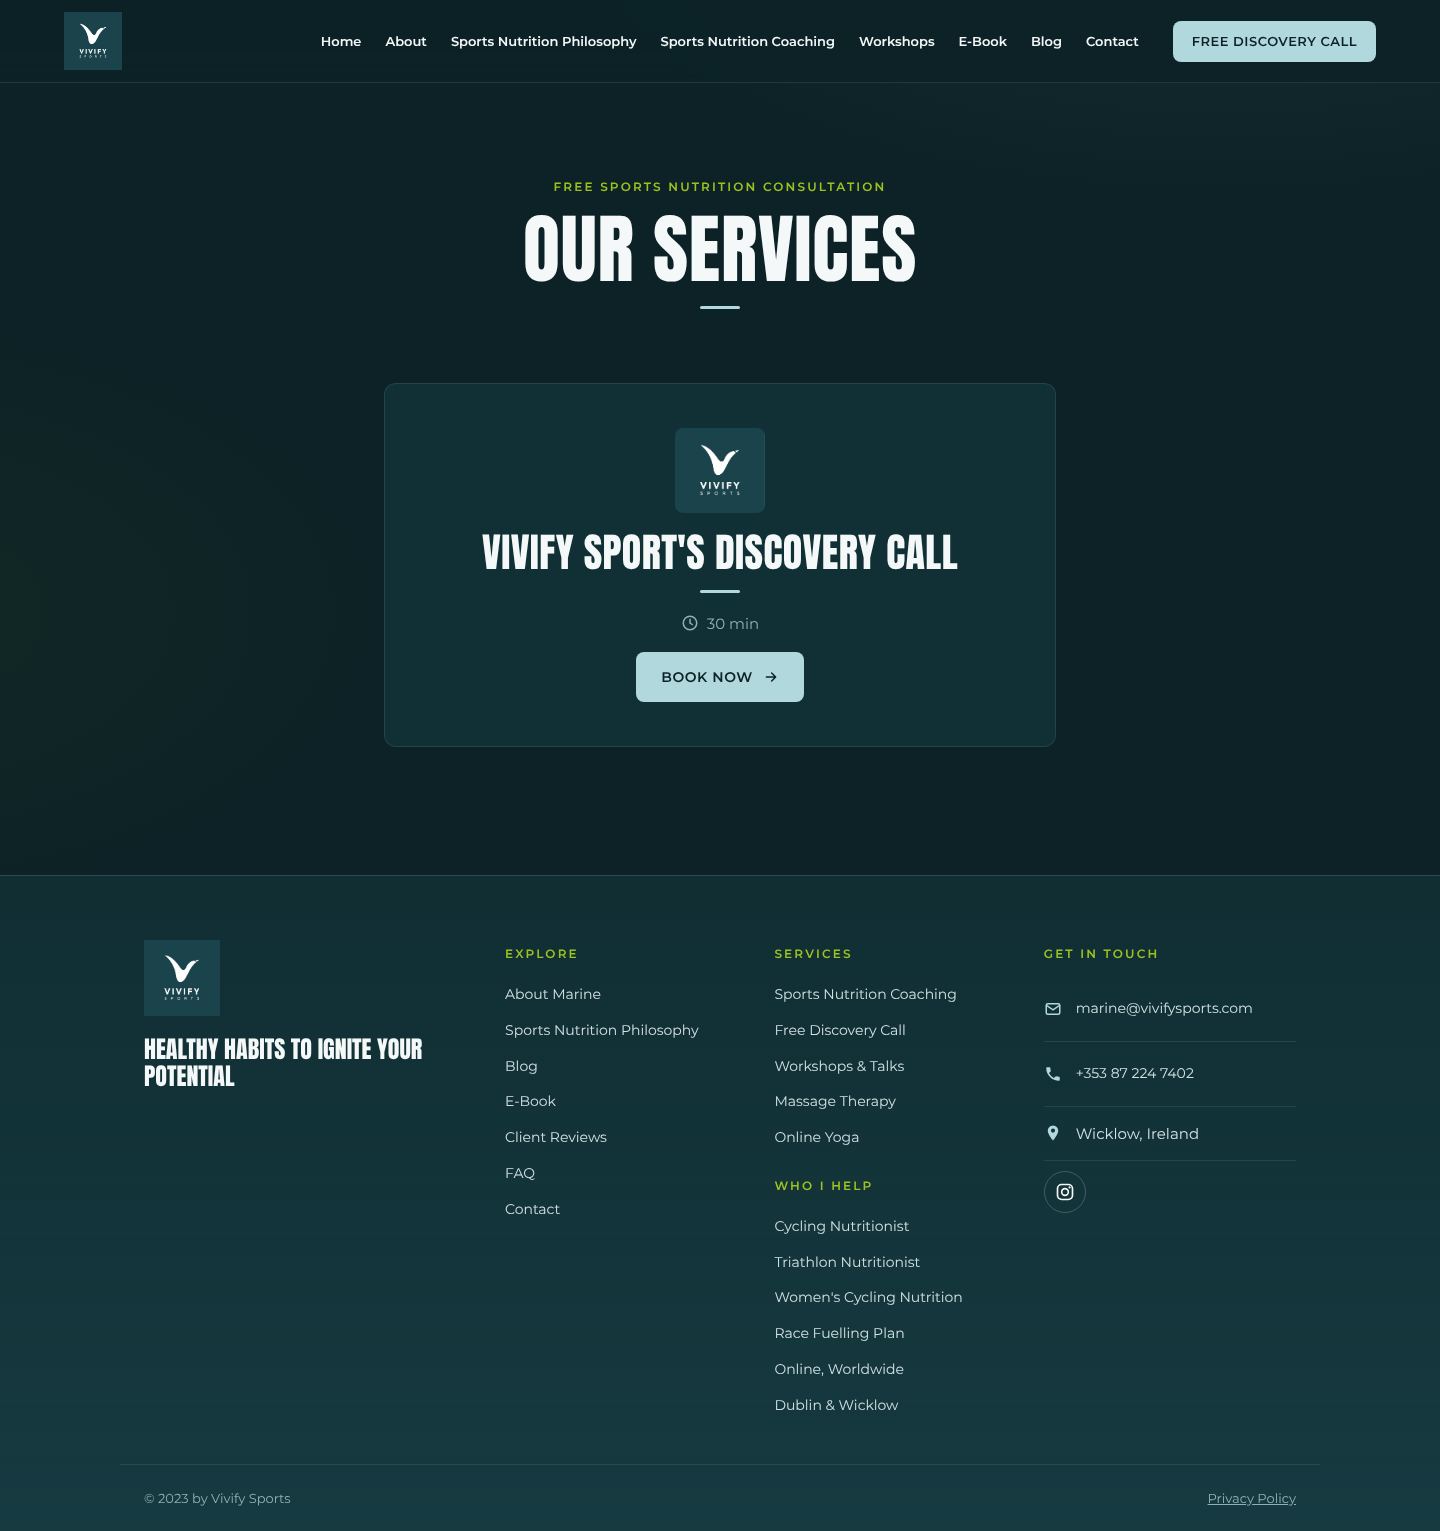 VIVIFY
SPORTS
Home
About
Sports Nutrition Philosophy
Sports Nutrition Coaching
Workshops
E-Book
Blog
Contact
FREE DISCOVERY CALL
FREE SPORTS NUTRITION CONSULTATION
OUR SERVICES
VIVIFY
SPORTS
VIVIFY SPORT'S DISCOVERY CALL
30 min
BOOK NOW
VIVIFY
SPORTS
HEALTHY HABITS TO IGNITE YOUR
POTENTIAL
EXPLORE
About Marine
Sports Nutrition Philosophy
Blog
E-Book
Client Reviews
FAQ
Contact
SERVICES
Sports Nutrition Coaching
Free Discovery Call
Workshops & Talks
Massage Therapy
Online Yoga
WHO I HELP
Cycling Nutritionist
Triathlon Nutritionist
Women's Cycling Nutrition
Race Fuelling Plan
Online, Worldwide
Dublin & Wicklow
GET IN TOUCH
marine@vivifysports.com
+353 87 224 7402
Wicklow, Ireland
© 2023 by Vivify Sports
Privacy Policy